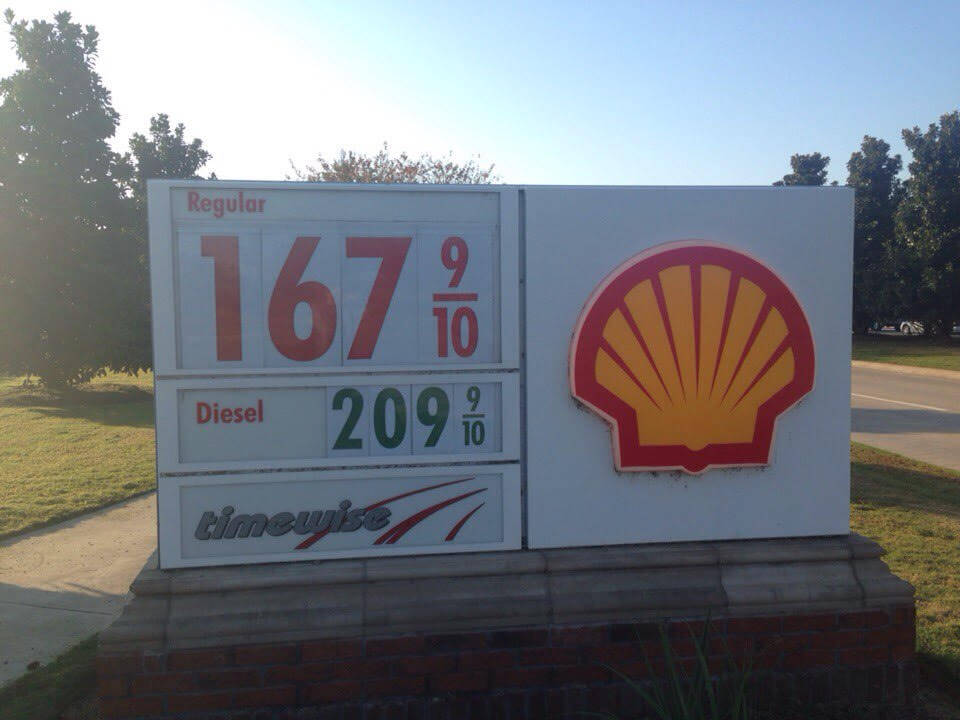 Regular
167 9/10
Diesel 209 9/10
timewise